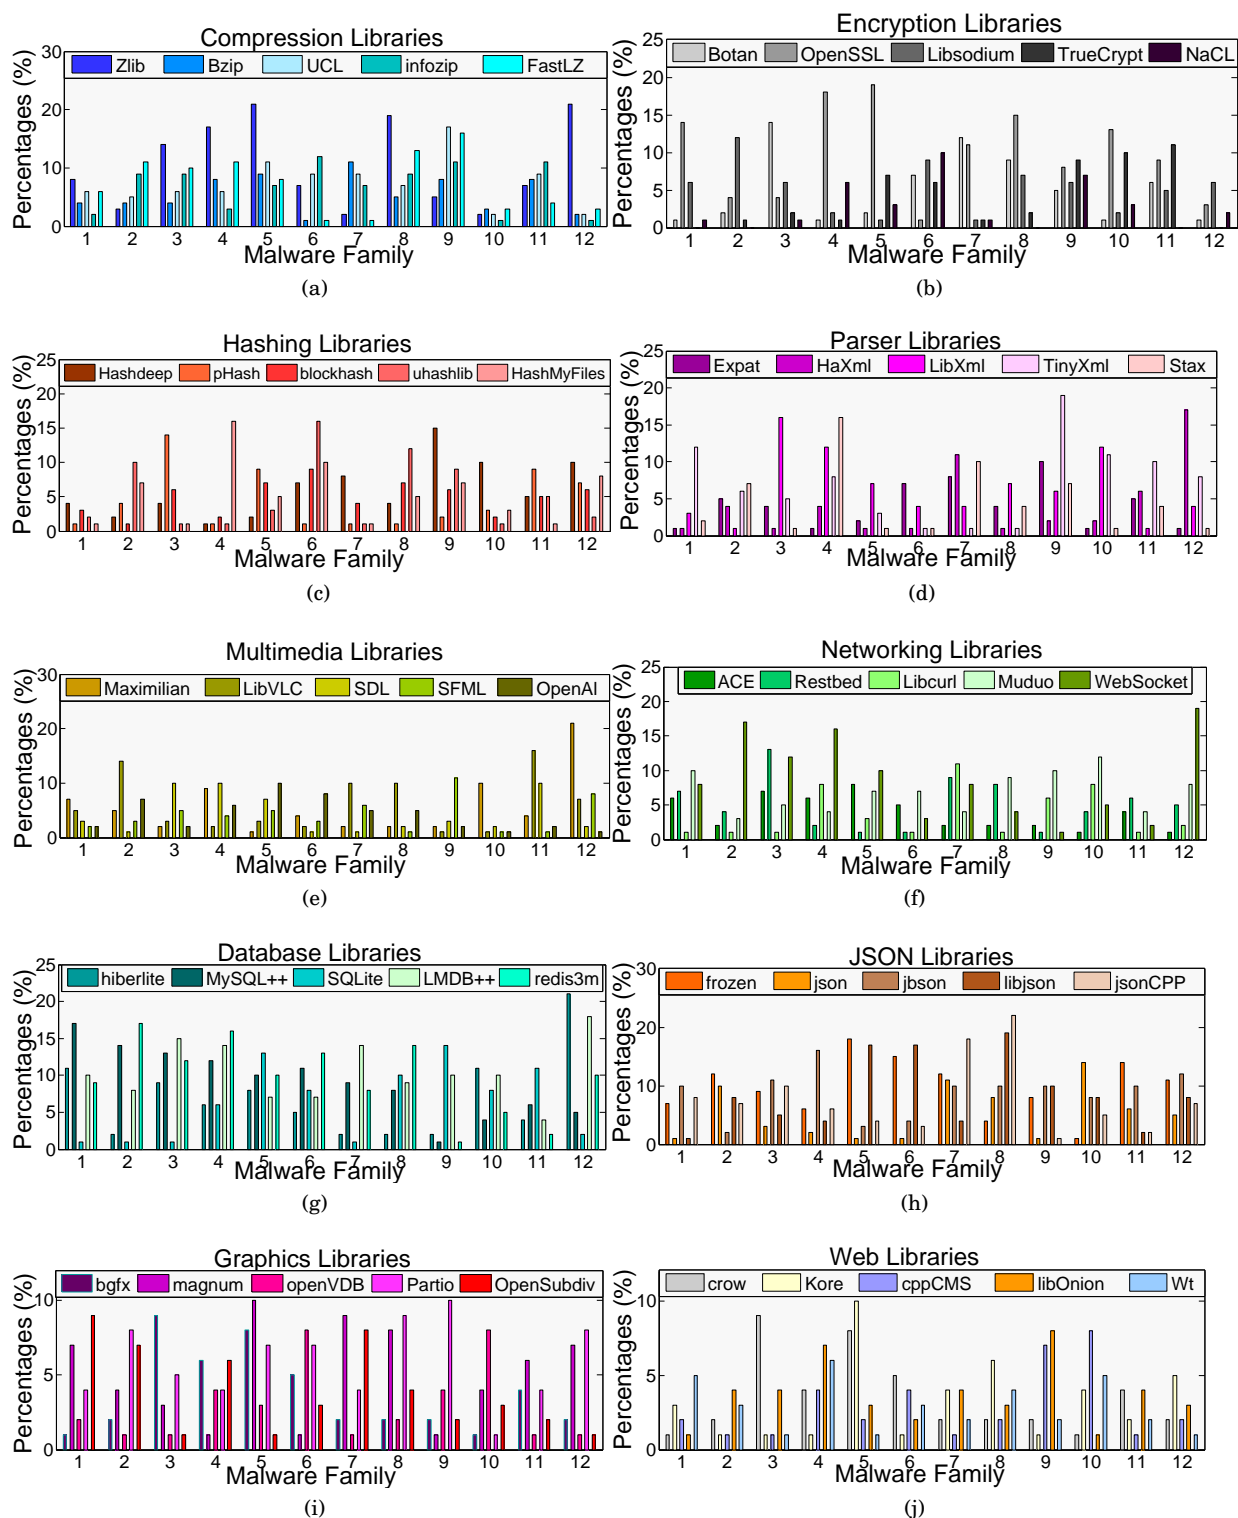 Compression Libraries
Zlib Bzip UCL infozip FastLZ
Percentages (%)
30
20
10
0
1 2 3 4 5 6 7 8 9 10 11 12
Malware Family
(a)
Encryption Libraries
Botan OpenSSL Libsodium TrueCrypt NaCL
Percentages (%)
25
20
15
10
5
0
1 2 3 4 5 6 7 8 9 10 11 12
Malware Family
(b)
Hashing Libraries
Hashdeep pHash blockhash uhashlib HashMyFiles
Percentages (%)
25
20
15
10
5
0
1 2 3 4 5 6 7 8 9 10 11 12
Malware Family
(c)
Parser Libraries
Expat HaXml LibXml TinyXml Stax
Percentages (%)
25
20
15
10
5
0
1 2 3 4 5 6 7 8 9 10 11 12
Malware Family
(d)
Multimedia Libraries
Maximilian LibVLC SDL SFML OpenAI
Percentages (%)
30
20
10
0
1 2 3 4 5 6 7 8 9 10 11 12
Malware Family
(e)
Networking Libraries
ACE Restbed Libcurl Muduo WebSocket
Percentages (%)
25
20
15
10
5
0
1 2 3 4 5 6 7 8 9 10 11 12
Malware Family
(f)
Database Libraries
hiberlite MySQL++ SQLite LMDB++ redis3m
Percentages (%)
25
20
15
10
5
0
1 2 3 4 5 6 7 8 9 10 11 12
Malware Family
(g)
JSON Libraries
frozen json jbson libjson jsonCPP
Percentages (%)
30
20
10
0
1 2 3 4 5 6 7 8 9 10 11 12
Malware Family
(h)
Graphics Libraries
bgfx magnum openVDB Partio OpenSubdiv
Percentages (%)
10
5
0
1 2 3 4 5 6 7 8 9 10 11 12
Malware Family
(i)
Web Libraries
crow Kore cppCMS libOnion Wt
Percentages (%)
10
5
0
1 2 3 4 5 6 7 8 9 10 11 12
Malware Family
(j)